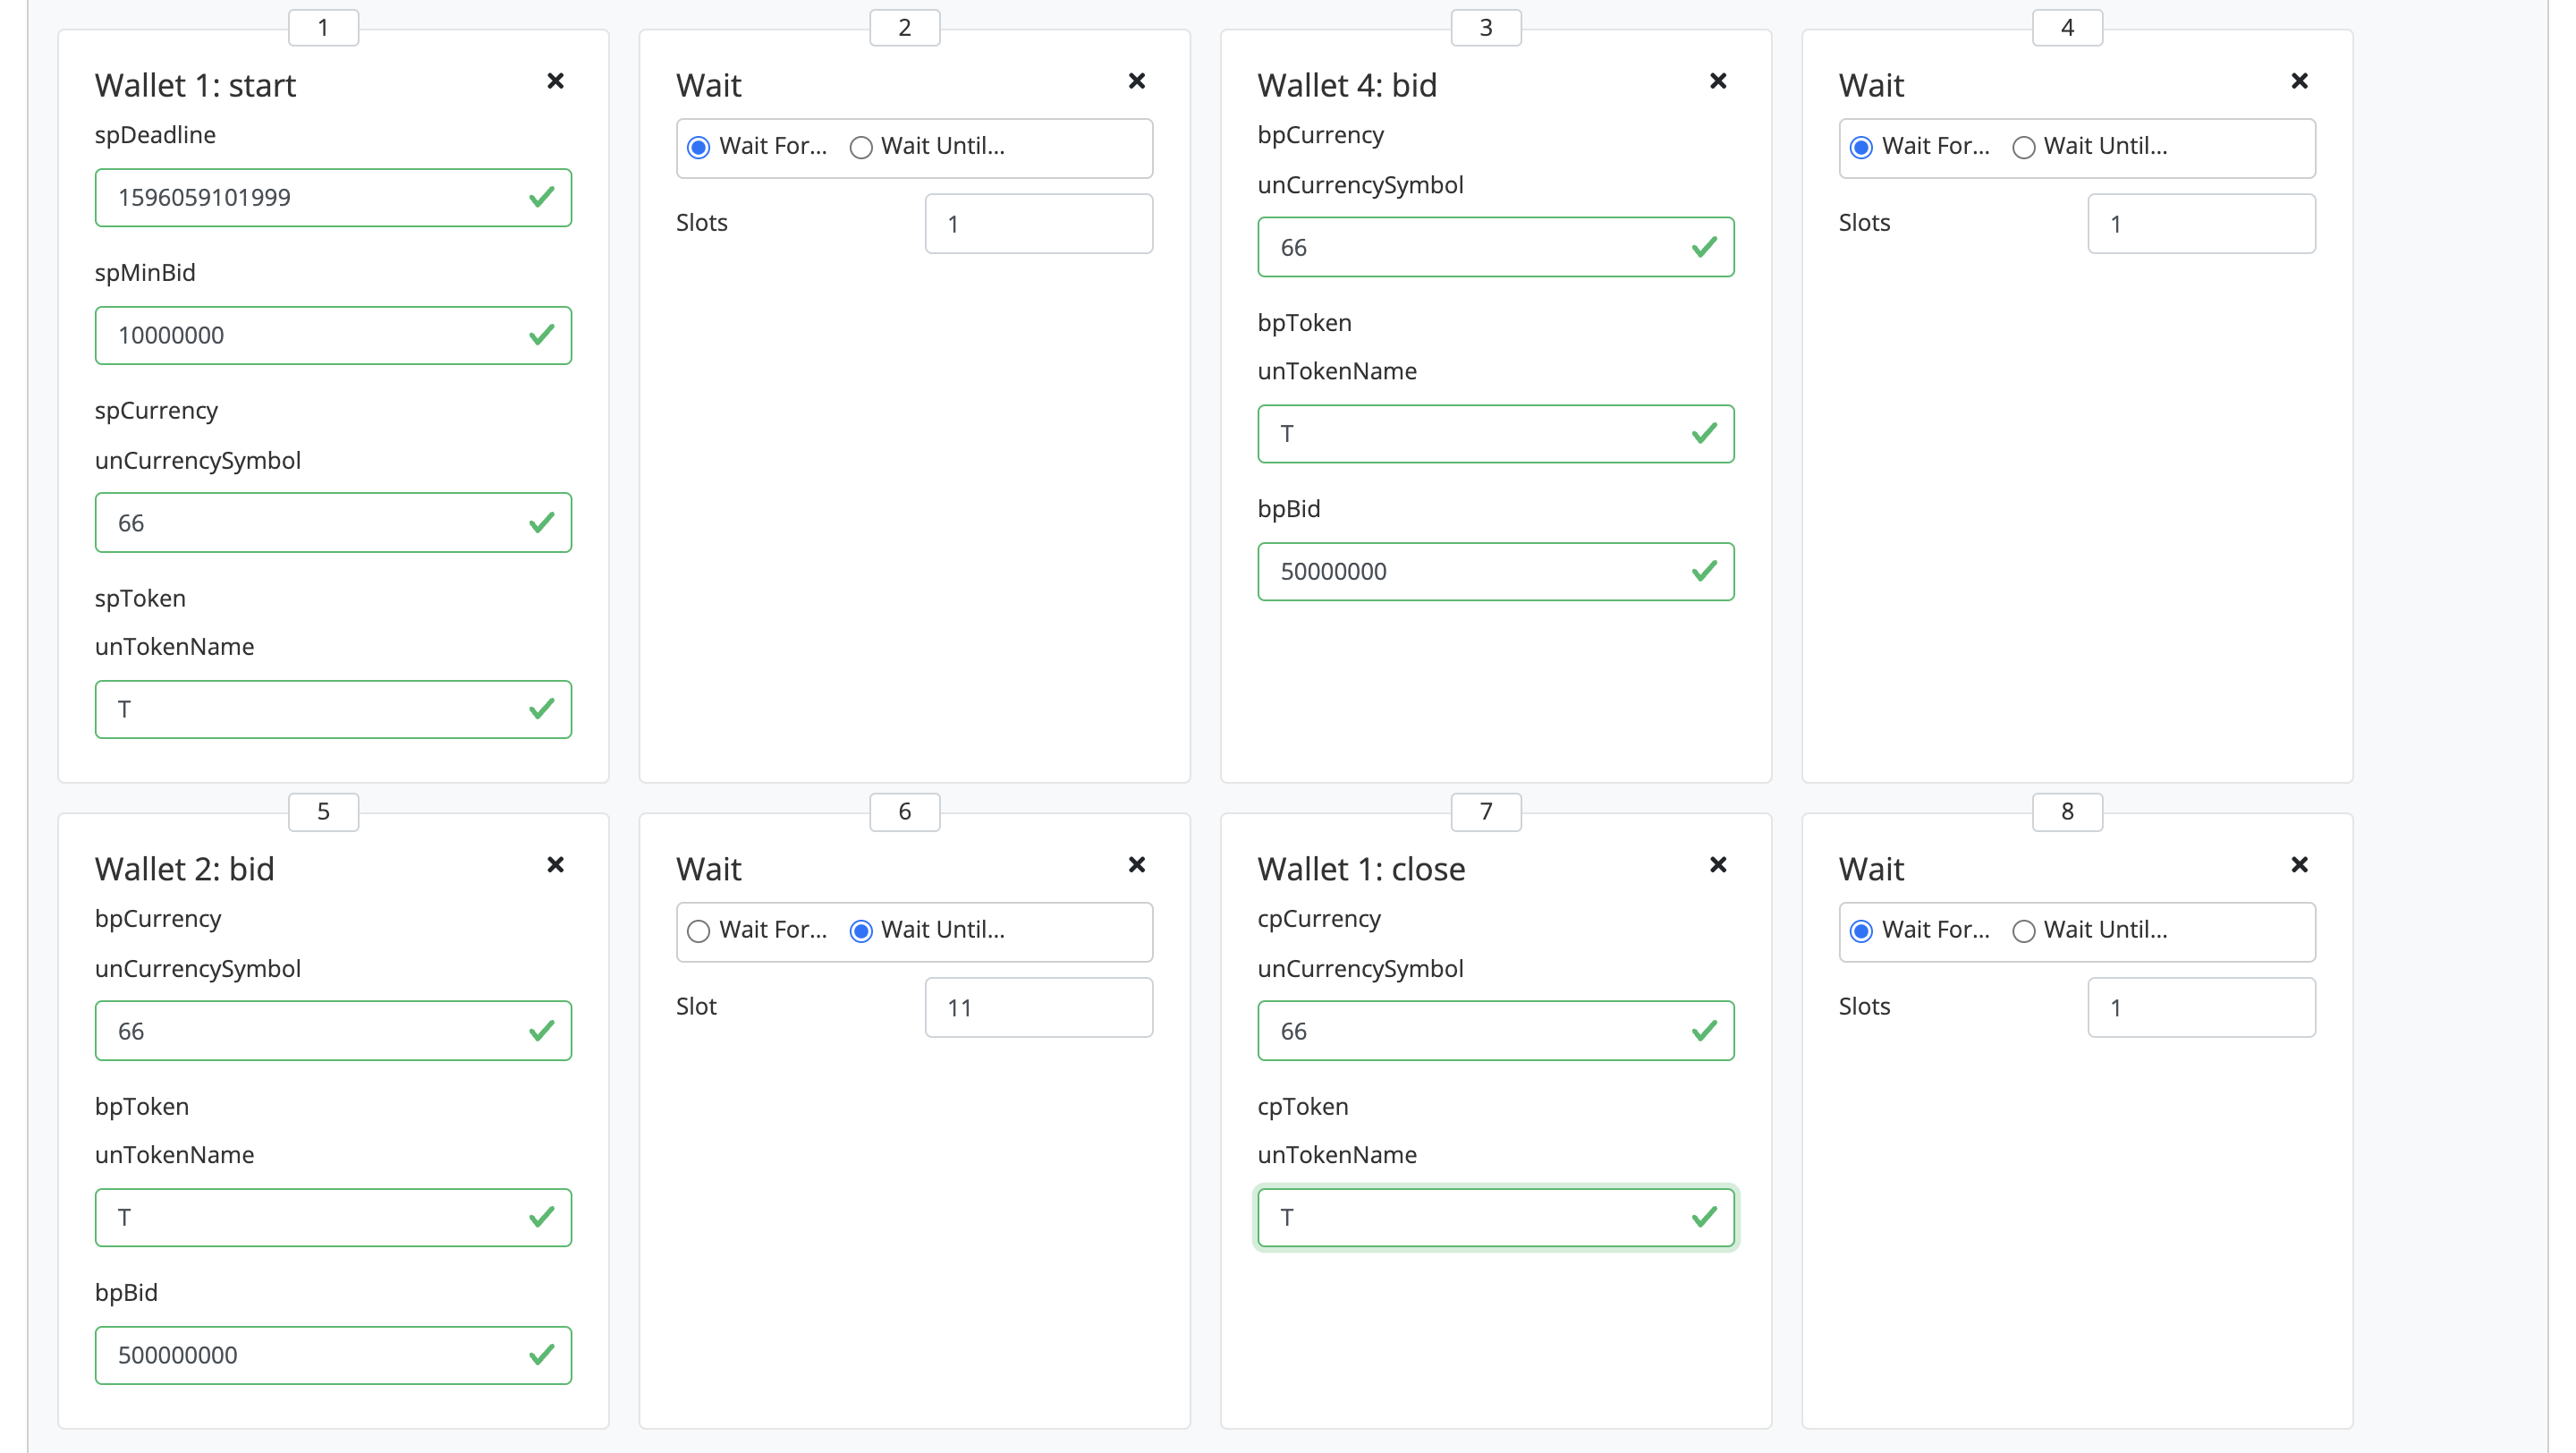 1
Wallet 1: start
spDeadline
1596059101999
spMinBid
10000000
spCurrency
unCurrencySymbol
66
spToken
unTokenName
T
2
Wait
Wait For... Wait Until...
Slots 1
3
Wallet 4: bid
bpCurrency
unCurrencySymbol
66
bpToken
unTokenName
T
bpBid
50000000
4
Wait
Wait For... Wait Until...
Slots 1
5
Wallet 2: bid
bpCurrency
unCurrencySymbol
66
bpToken
unTokenName
T
bpBid
500000000
6
Wait
Wait For... Wait Until...
Slot 11
7
Wallet 1: close
cpCurrency
unCurrencySymbol
66
cpToken
unTokenName
T
8
Wait
Wait For... Wait Until...
Slots 1